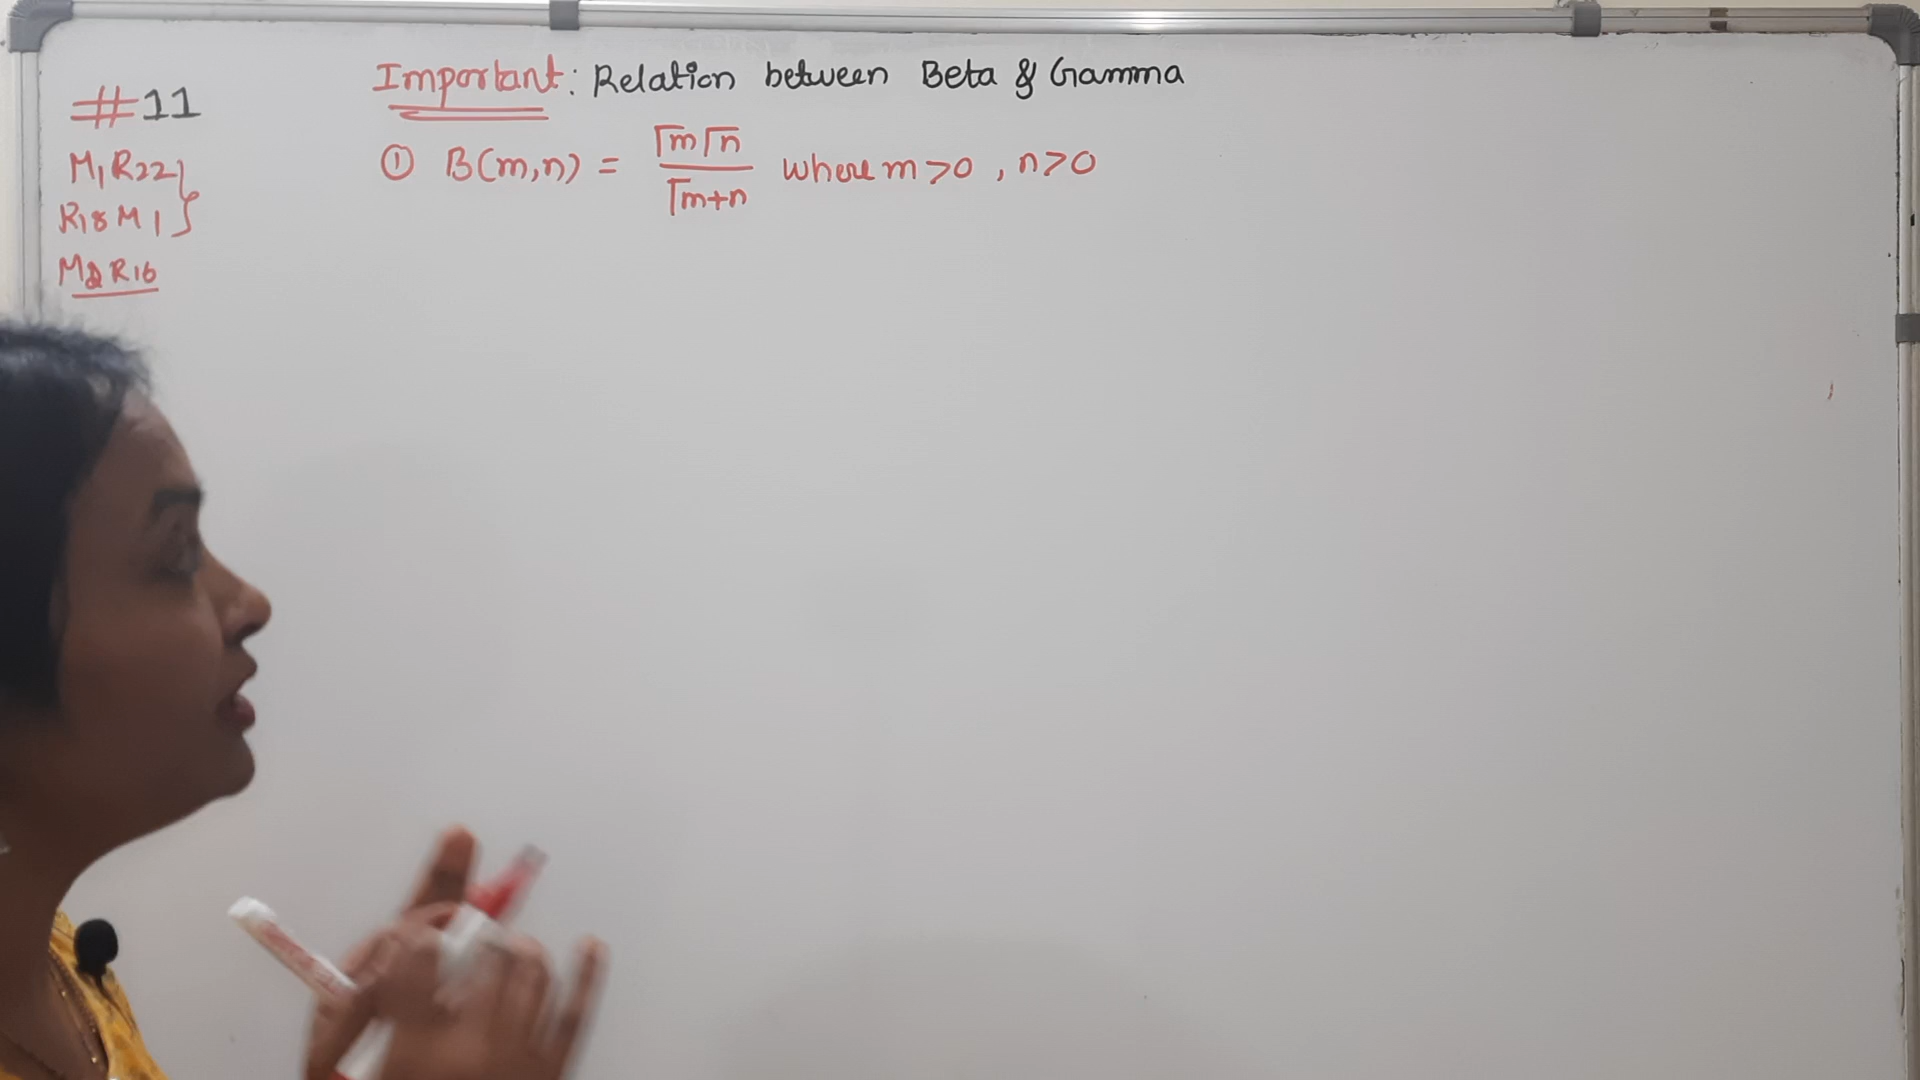 Important: Relation between Beta & Gamma
#11
M1R22}
R18M1}
M2R16
① B(m,n) = Γm Γn / Γm+n where m>0, n>0